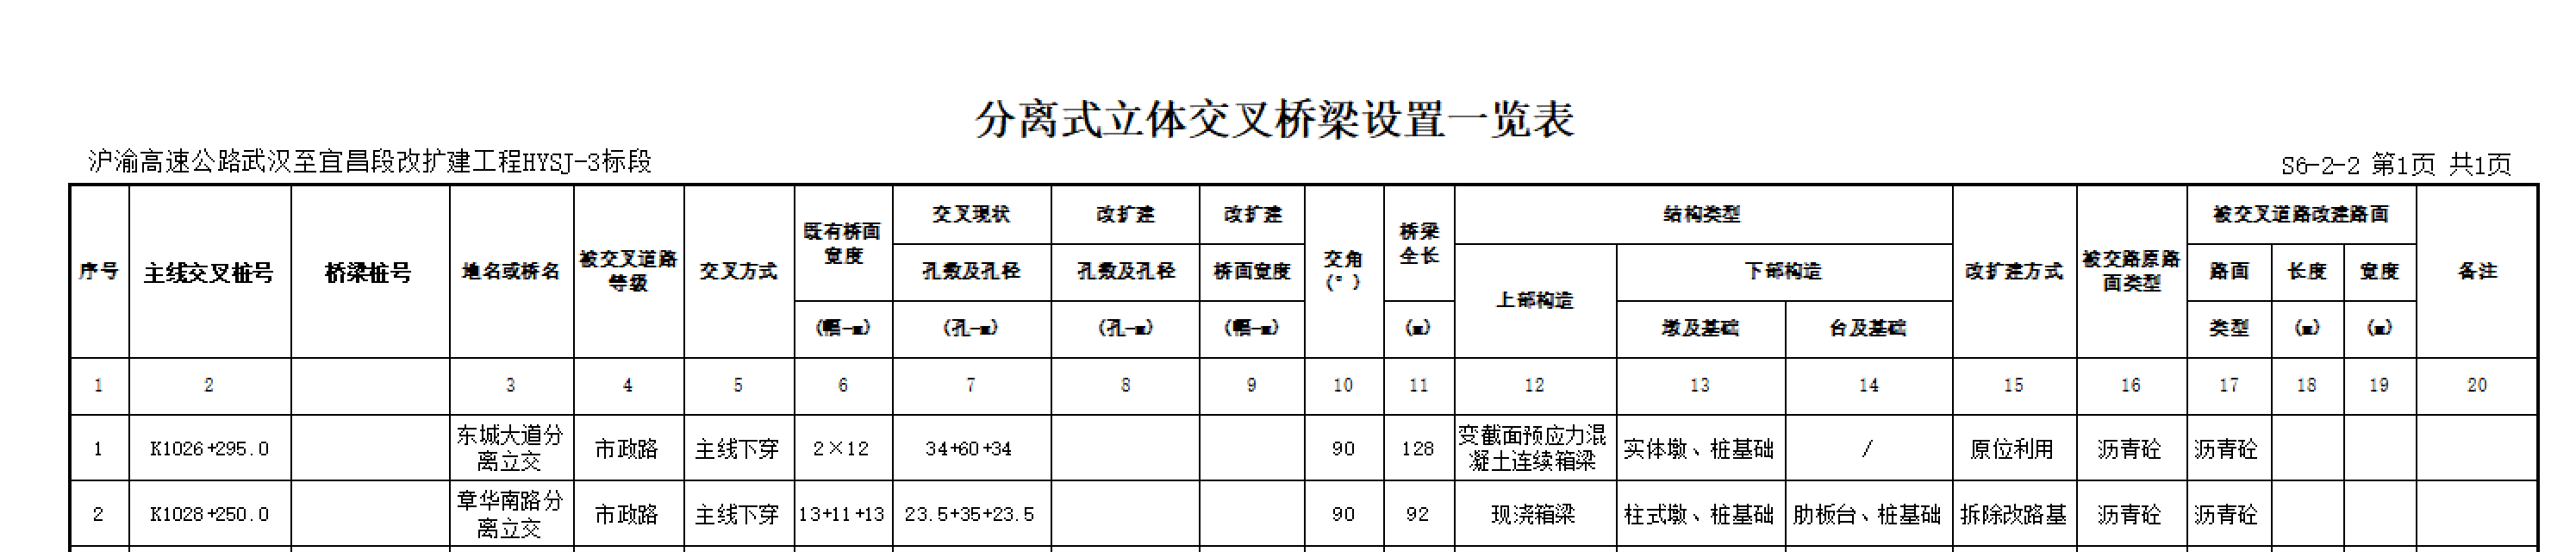 分离式立体交叉桥梁设置一览表
沪渝高速公路武汉至宜昌段改扩建工程HYSJ-3标段
S6-2-2 第1页 共1页
序号
主线交叉桩号
桥梁桩号
地名或桥名
被交叉道路
等级
交叉方式
既有桥面
宽度
(幅-m)
交叉现状
孔数及孔径
(孔-m)
改扩建
孔数及孔径
(孔-m)
改扩建
桥面宽度
(幅-m)
交角
(°)
桥梁
全长
(m)
结构类型
上部构造
下部构造
墩及基础
台及基础
改扩建方式
被交路原路
面类型
被交叉道路改建路面
路面
类型
长度
(m)
宽度
(m)
备注
1 2 3 4 5 6 7 8 9 10 11 12 13 14 15 16 17 18 19 20
1
K1026+295.0
东城大道分
离立交
市政路
主线下穿
2×12
34+60+34
90
128
变截面预应力混
凝土连续箱梁
实体墩、桩基础
/
原位利用
沥青砼
沥青砼
2
K1028+250.0
章华南路分
离立交
市政路
主线下穿
13+11+13
23.5+35+23.5
90
92
现浇箱梁
柱式墩、桩基础
肋板台、桩基础
拆除改路基
沥青砼
沥青砼